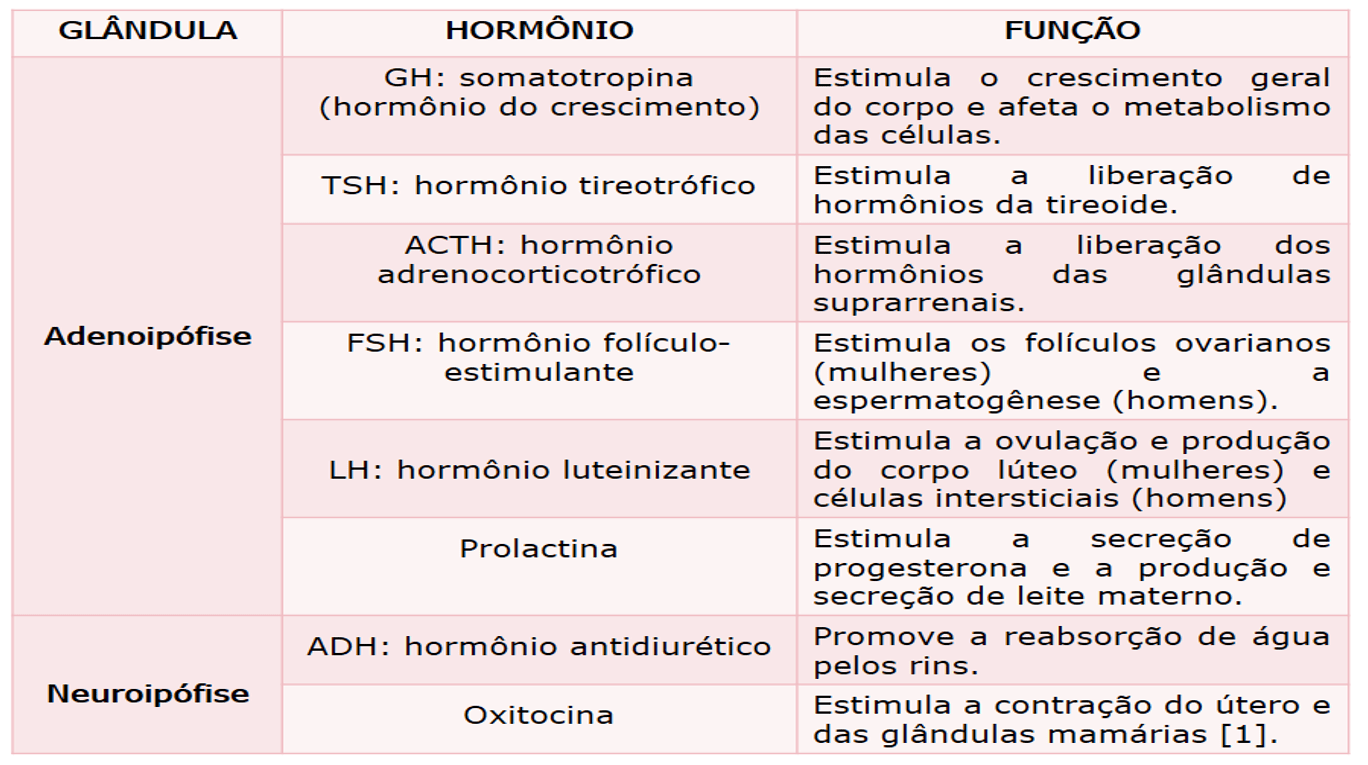 GLÂNDULA
HORMÔNIO
FUNÇÃO
Adenoipófise
GH: somatotropina
(hormônio do crescimento)
Estimula o crescimento geral
do corpo e afeta o metabolismo
das células.
TSH: hormônio tireotrófico
Estimula a liberação de
hormônios da tireoide.
ACTH: hormônio
adrenocorticotrófico
Estimula a liberação dos
hormônios das glândulas
suprarrenais.
FSH: hormônio folículo-
estimulante
Estimula os folículos ovarianos
(mulheres) e a
espermatogênese (homens).
LH: hormônio luteinizante
Estimula a ovulação e produção
do corpo lúteo (mulheres) e
células intersticiais (homens)
Prolactina
Estimula a secreção de
progesterona e a produção e
secreção de leite materno.
Neuroipófise
ADH: hormônio antidiurético
Promove a reabsorção de água
pelos rins.
Oxitocina
Estimula a contração do útero e
das glândulas mamárias [1].